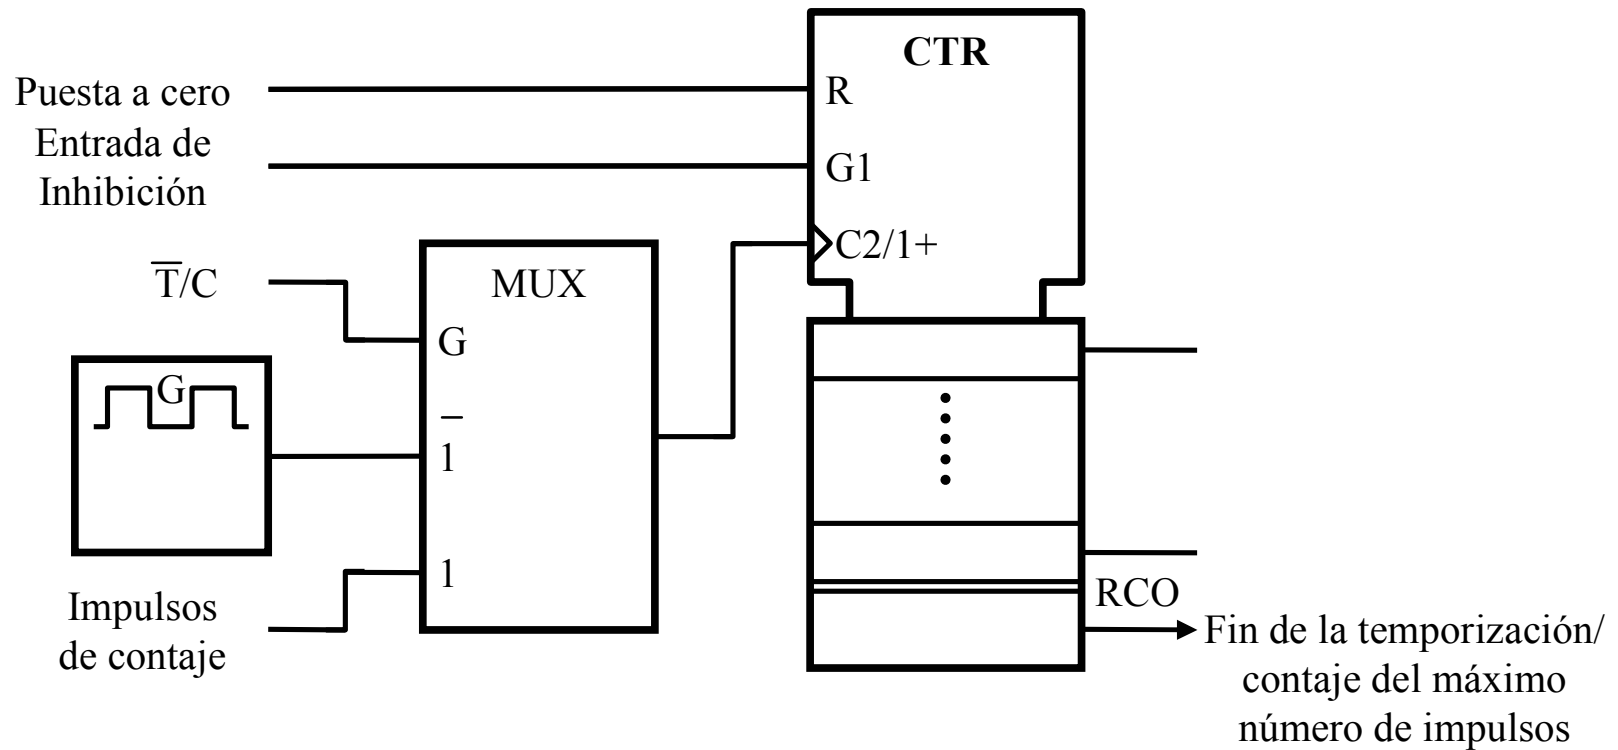 CTR
Puesta a cero
R
Entrada de
Inhibición
G1
C2/1+
T̅/C
MUX
G
G
1̅
1
Impulsos
de contaje
RCO
Fin de la temporización/
contaje del máximo
número de impulsos